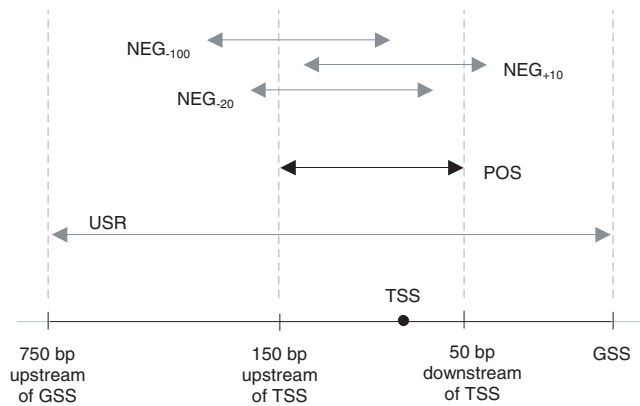 NEG-100
NEG+10
NEG-20
POS
USR
TSS
750 bp
upstream
of GSS
150 bp
upstream
of TSS
50 bp
downstream
of TSS
GSS